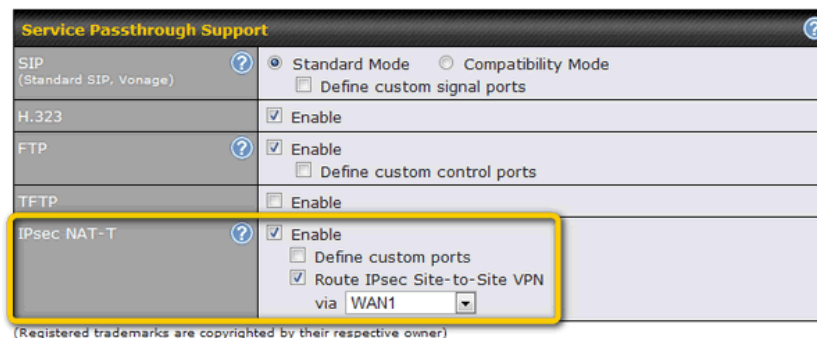 Service Passthrough Support
SIP
(Standard SIP, Vonage)
Standard Mode Compatibility Mode
Define custom signal ports
H.323
Enable
FTP
Enable
Define custom control ports
TFTP
Enable
IPsec NAT-T
Enable
Define custom ports
Route IPsec Site-to-Site VPN
via WAN1
(Registered trademarks are copyrighted by their respective owner)